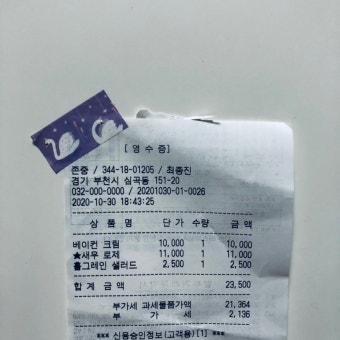 [ 영 수 증 ]
존중 / 344-18-01205 / 최종진
경기 부천시 심곡동 151-20
032-000-0000 / 20201030-01-0026
2020-10-30 18:43:25
상 품 명 단 가 수량 금 액
베이컨 크림 10,000 1 10,000
★새우 로제 11,000 1 11,000
홀그레인 샐러드 2,500 1 2,500
합 계 금 액 23,500
부가세 과세물품가액 21,364
부 가 세 2,136
*** 신용승인정보(고객용)[1] ***